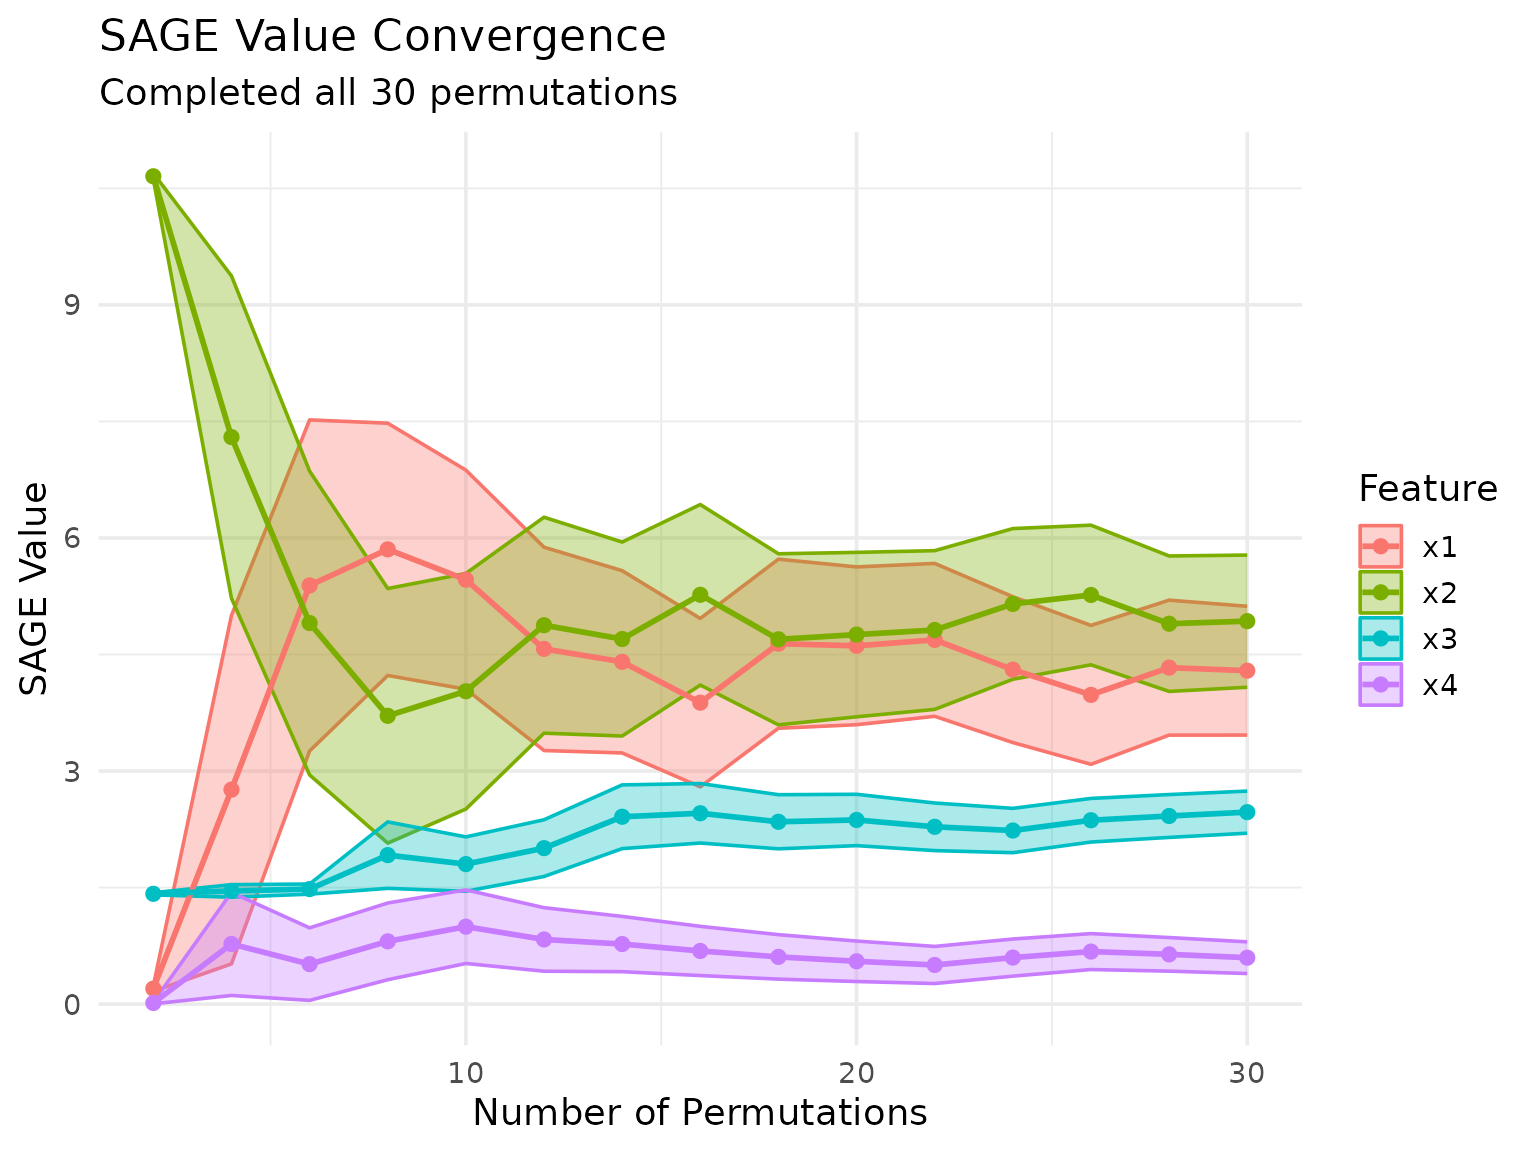 SAGE Value Convergence
Completed all 30 permutations
SAGE Value
9
6
3
0
10
20
30
Number of Permutations
Feature
x1
x2
x3
x4